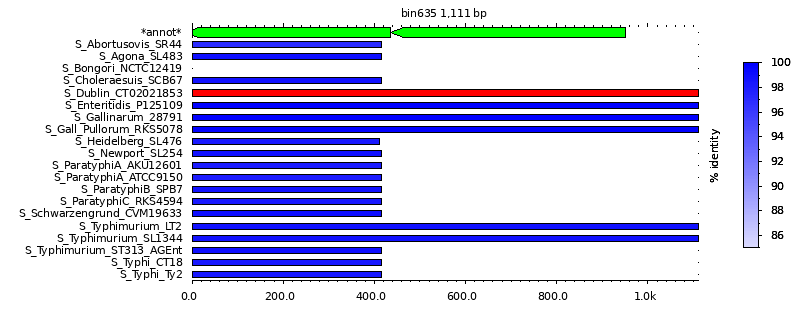 bin635 1,111 bp
*annot*
S_Abortusovis_SR44
S_Agona_SL483
S_Bongori_NCTC12419
S_Choleraesuis_SCB67
S_Dublin_CT02021853
S_Enteritidis_P125109
S_Gallinarum_28791
S_Gall_Pullorum_RKS5078
S_Heidelberg_SL476
S_Newport_SL254
S_ParatyphiA_AKU12601
S_ParatyphiA_ATCC9150
S_ParatyphiB_SPB7
S_ParatyphiC_RKS4594
S_Schwarzengrund_CVM19633
S_Typhimurium_LT2
S_Typhimurium_SL1344
S_Typhimurium_ST313_AGEnt
S_Typhi_CT18
S_Typhi_Ty2
0.0 200.0 400.0 600.0 800.0 1.0k
% identity
100
98
96
94
92
90
88
86